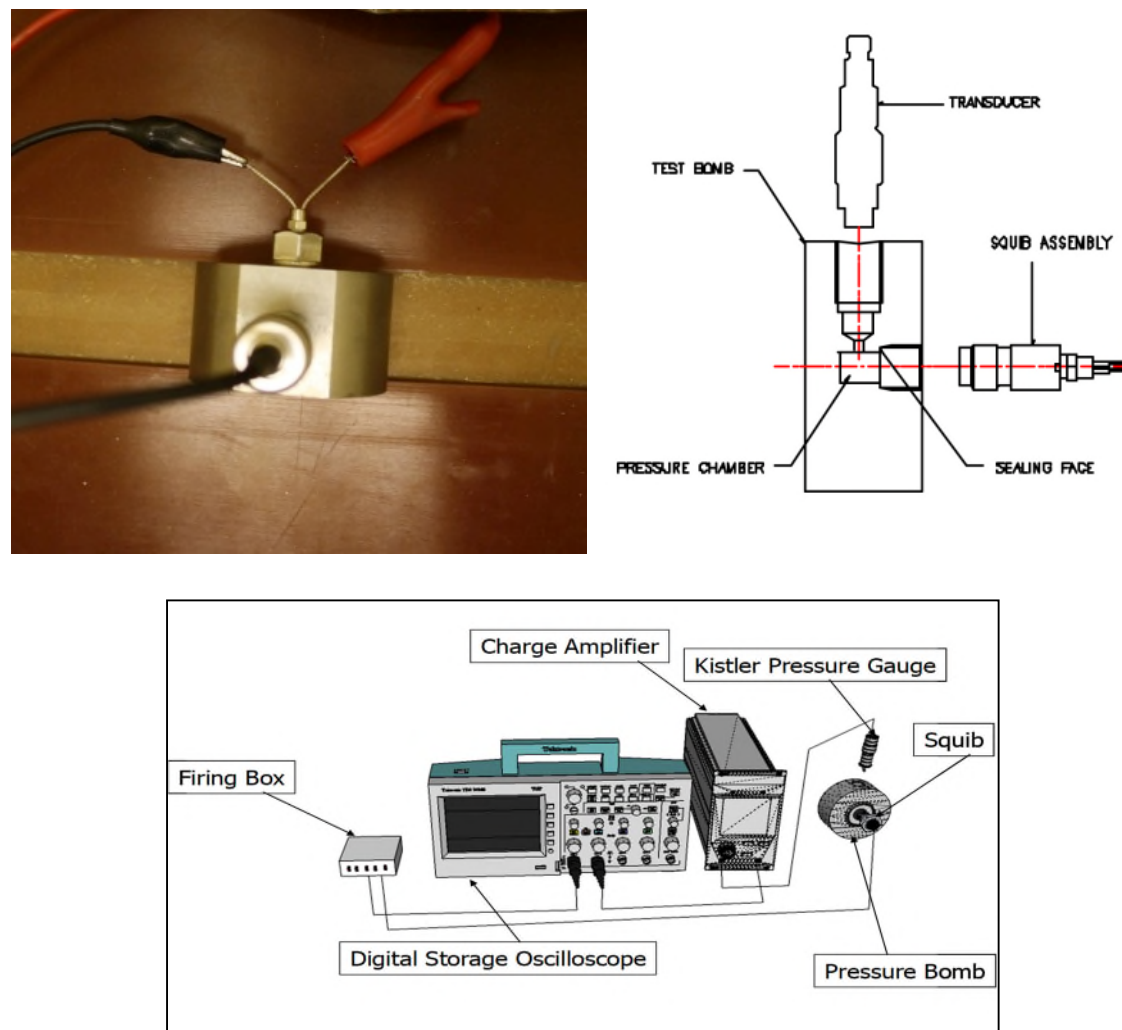 TRANSDUCER
TEST BOMB
SQUIB ASSEMBLY
PRESSURE CHAMBER
SEALING FACE
Charge Amplifier
Kistler Pressure Gauge
Squib
Firing Box
Tektronix
Digital Storage Oscilloscope
Pressure Bomb